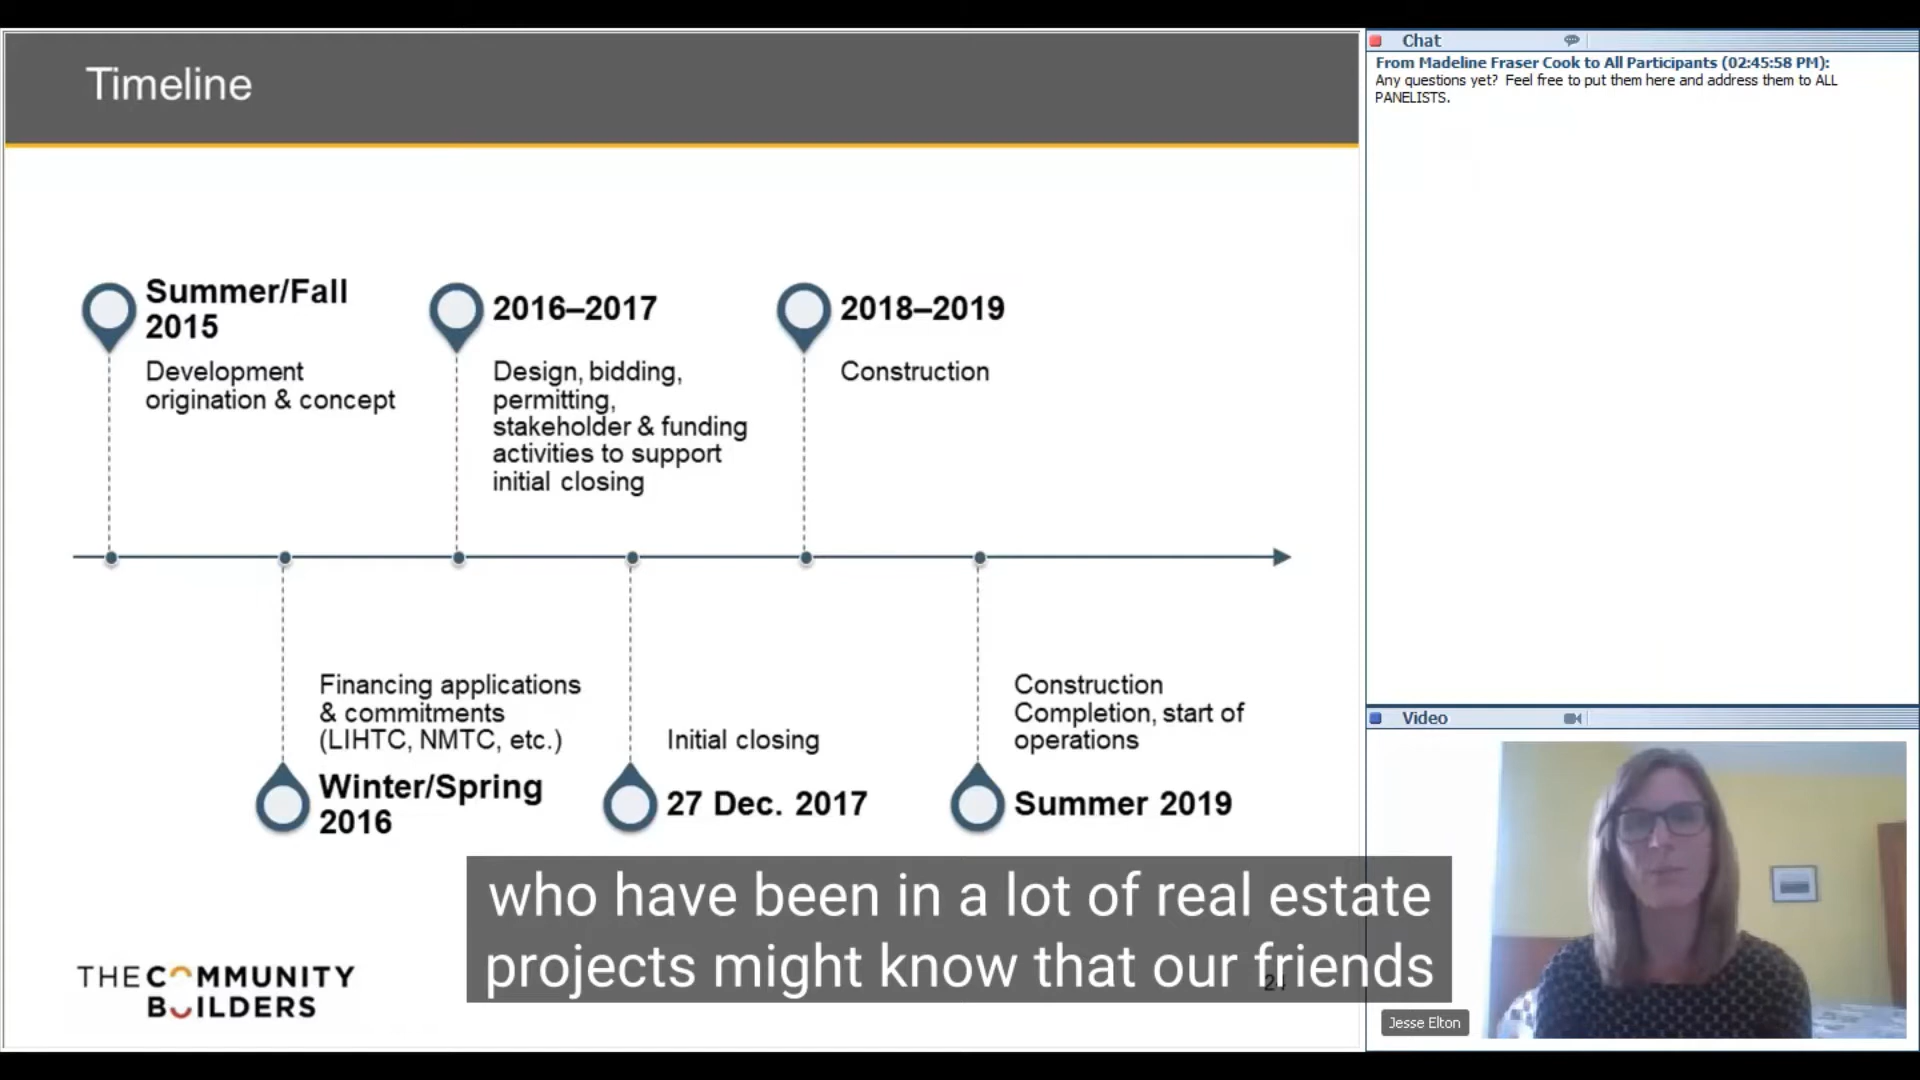 Timeline
Summer/Fall
2015
Development
origination & concept
2016–2017
Design, bidding,
permitting,
stakeholder & funding
activities to support
initial closing
2018–2019
Construction
Financing applications
& commitments
(LIHTC, NMTC, etc.)
Winter/Spring
2016
Initial closing
27 Dec. 2017
Construction
Completion, start of
operations
Summer 2019
who have been in a lot of real estate
projects might know that our friends
THE COMMUNITY
BUILDERS
Chat
From Madeline Fraser Cook to All Participants (02:45:58 PM):
Any questions yet?  Feel free to put them here and address them to ALL
PANELISTS.
Video
Jesse Elton